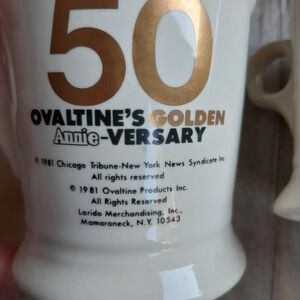 50
OVALTINE'S GOLDEN
Annie-VERSARY
© 1981 Chicago Tribune-New York News Syndicate Inc.
All rights reserved
© 1981 Ovaltine Products Inc.
All Rights Reserved
Larido Merchandising, Inc.,
Mamaroneck, N.Y. 10543